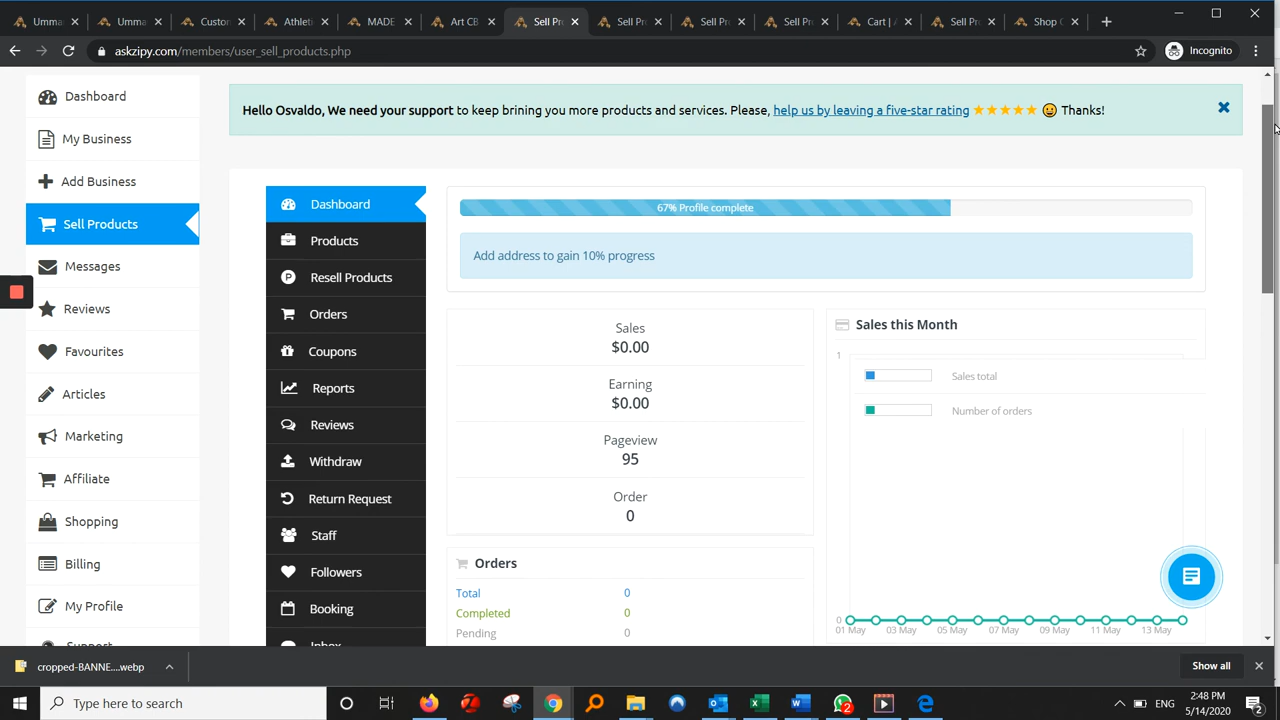 Umma
Umma
Custo
Athleti
MADE
Art CB
Sell Pr
Sell Pr
Sell Pr
Sell Pr
Cart | A
Sell Pr
Shop C
askzipy.com/members/user_sell_products.php
Incognito
Dashboard
My Business
Add Business
Sell Products
Messages
Reviews
Favourites
Articles
Marketing
Affiliate
Shopping
Billing
My Profile
Support
Hello Osvaldo, We need your support to keep brining you more products and services. Please, help us by leaving a five-star rating ★★★★★ 😀 Thanks!
Dashboard
Products
Resell Products
Orders
Coupons
Reports
Reviews
Withdraw
Return Request
Staff
Followers
Booking
Inbox
67% Profile complete
Add address to gain 10% progress
Sales
$0.00
Earning
$0.00
Pageview
95
Order
0
Orders
Total 0
Completed 0
Pending 0
Sales this Month
1
Sales total
Number of orders
0
01 May 03 May 05 May 07 May 09 May 11 May 13 May
cropped-BANNE....webp
Show all
Type here to search
2
ENG
2:48 PM
5/14/2020
2